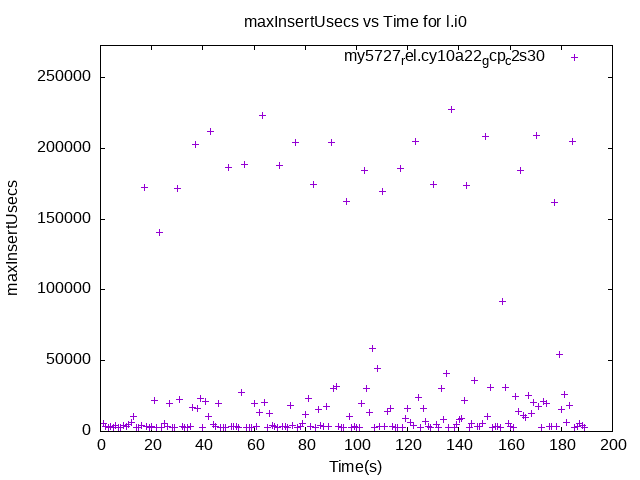 maxInsertUsecs vs Time for l.i0
my5727rel.cy10a22gcpc2s30
250000
200000
150000
100000
50000
0
maxInsertUsecs
0 20 40 60 80 100 120 140 160 180 200
Time(s)